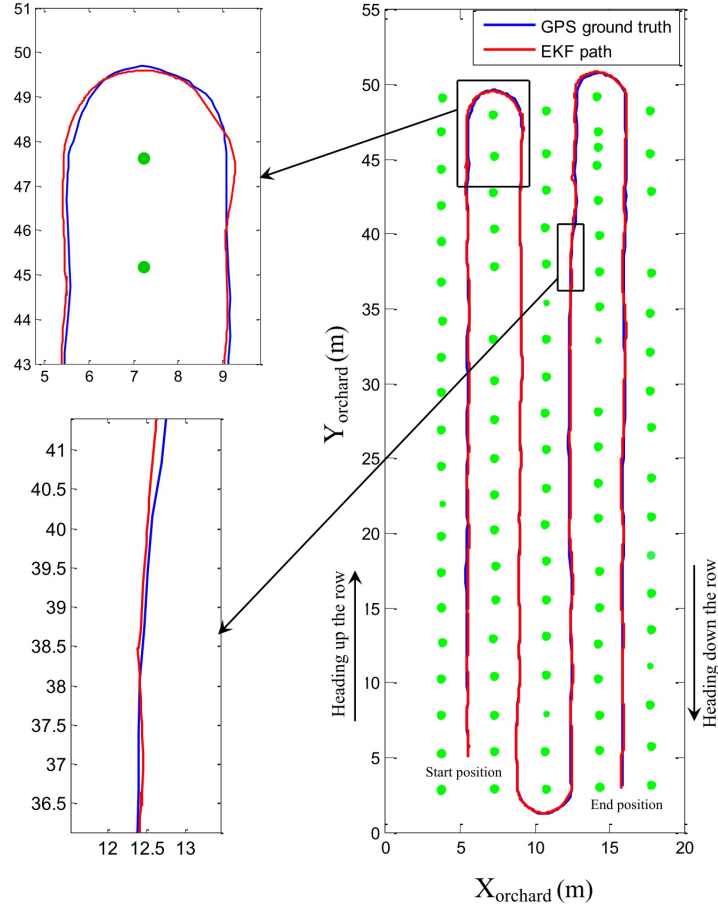 51
50
49
48
47
46
45
44
43
5 6 7 8 9
41
40.5
40
39.5
39
38.5
38
37.5
37
36.5
12 12.5 13
GPS ground truth
EKF path
55
50
45
40
35
30
25
20
15
10
5
0
0 5 10 15 20
Y orchard (m)
X orchard (m)
Heading up the row
Heading down the row
Start position
End position